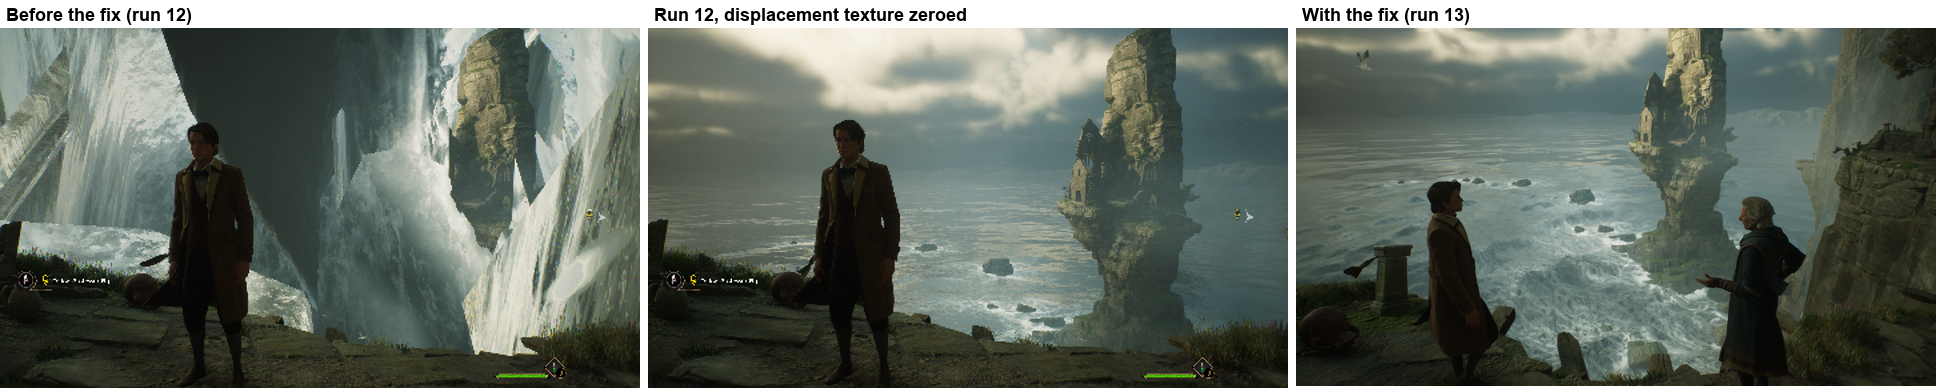 Before the fix (run 12)
Run 12, displacement texture zeroed
With the fix (run 13)